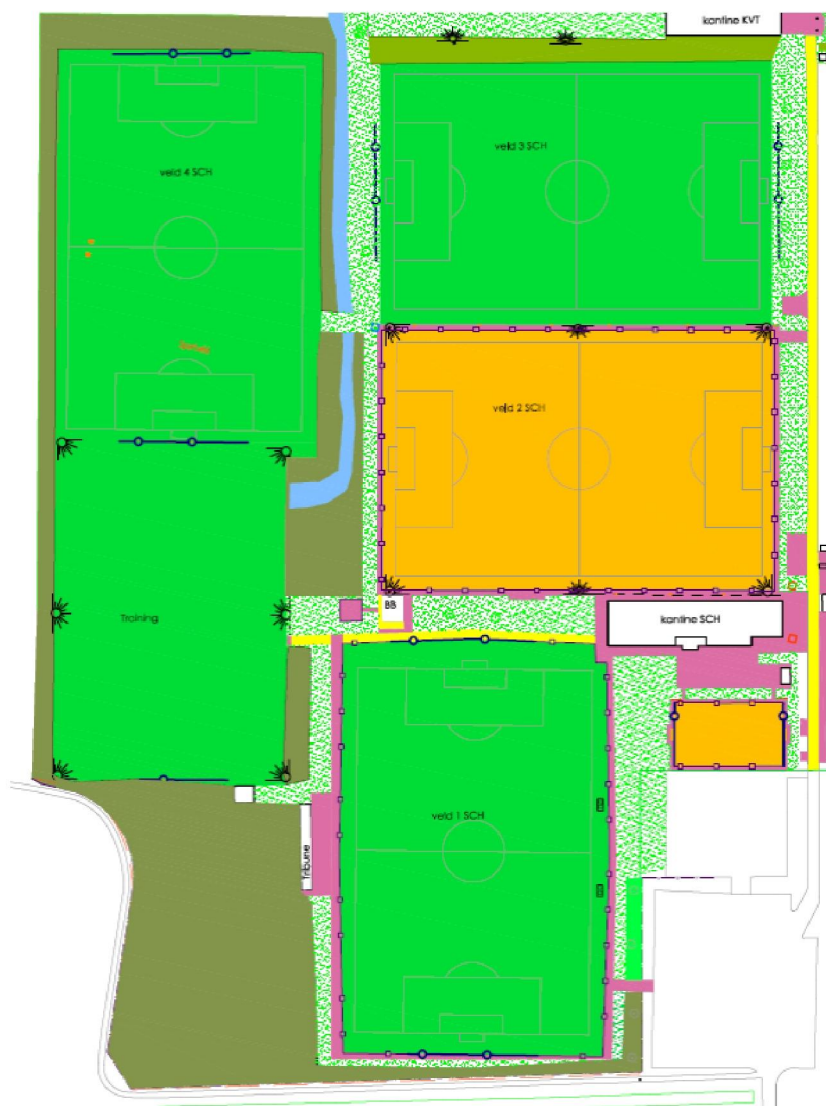 kantine KVT
veld 3 SCH
veld 4 SCH
veld 2 SCH
BB
Training
kantine SCH
veld 1 SCH
Tribune